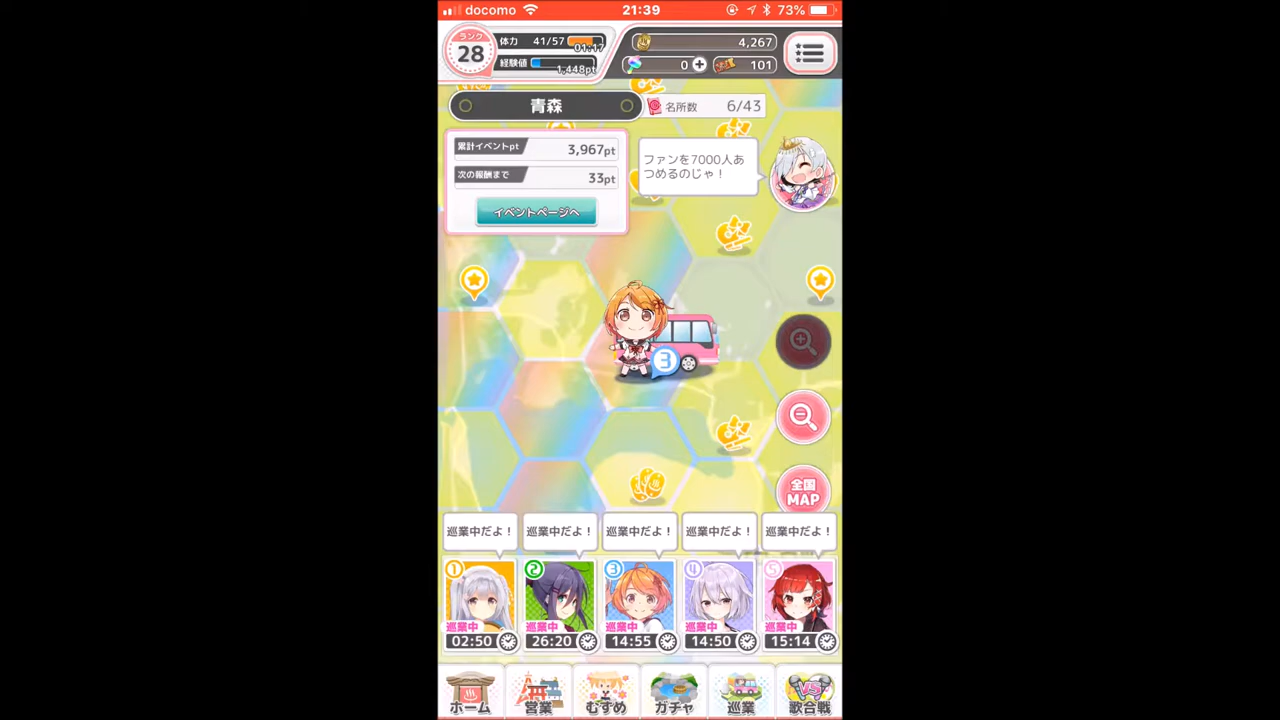 docomo 21:39 73%
ランク
28
体力 41/57 01:17
経験値 1,448pt
4,267
0 101
青森
名所数 6/43
累計イベントpt 3,967pt
次の報酬まで 33pt
イベントページへ
ファンを7000人あ
つめるのじゃ!
3
全国
MAP
巡業中だよ! 巡業中だよ! 巡業中だよ! 巡業中だよ! 巡業中だよ!
1 2 3 4 5
巡業中 巡業中 巡業中 巡業中 巡業中
02:50 26:20 14:55 14:50 15:14
VS
ホーム 営業 むすめ ガチャ 巡業 歌合戦